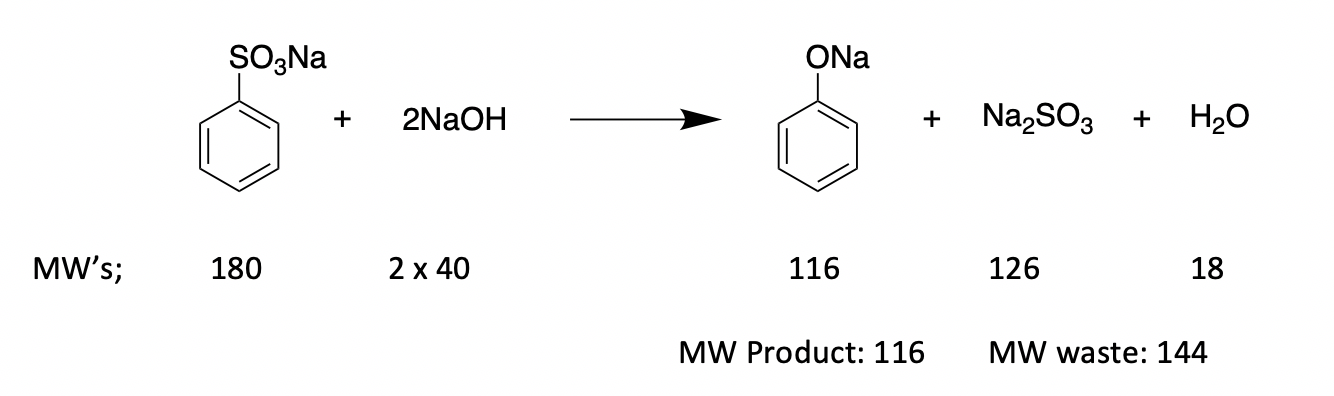 SO₃Na ONa
+ 2NaOH + Na₂SO₃ + H₂O
MW's; 180 2 x 40 116 126 18
MW Product: 116 MW waste: 144